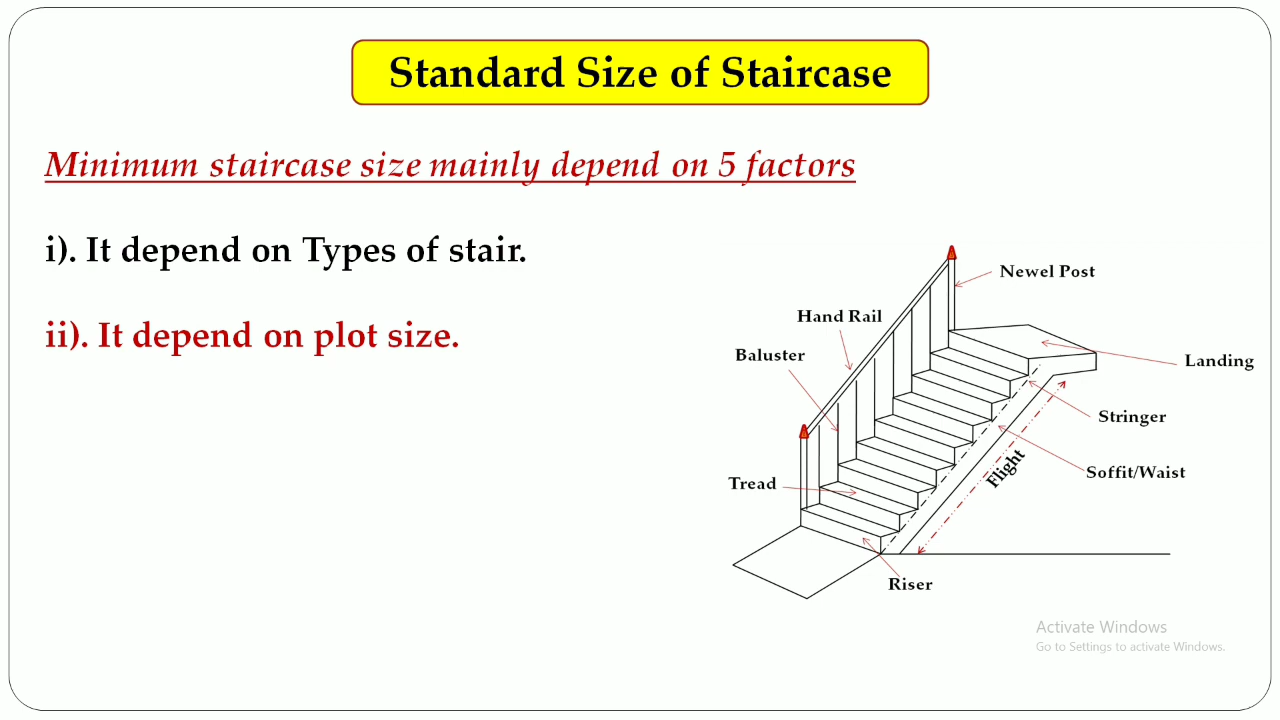 Standard Size of Staircase
Minimum staircase size mainly depend on 5 factors
i). It depend on Types of stair.
ii). It depend on plot size.
Newel Post
Hand Rail
Baluster
Landing
Stringer
Flight
Soffit/Waist
Tread
Riser
Activate Windows
Go to Settings to activate Windows.